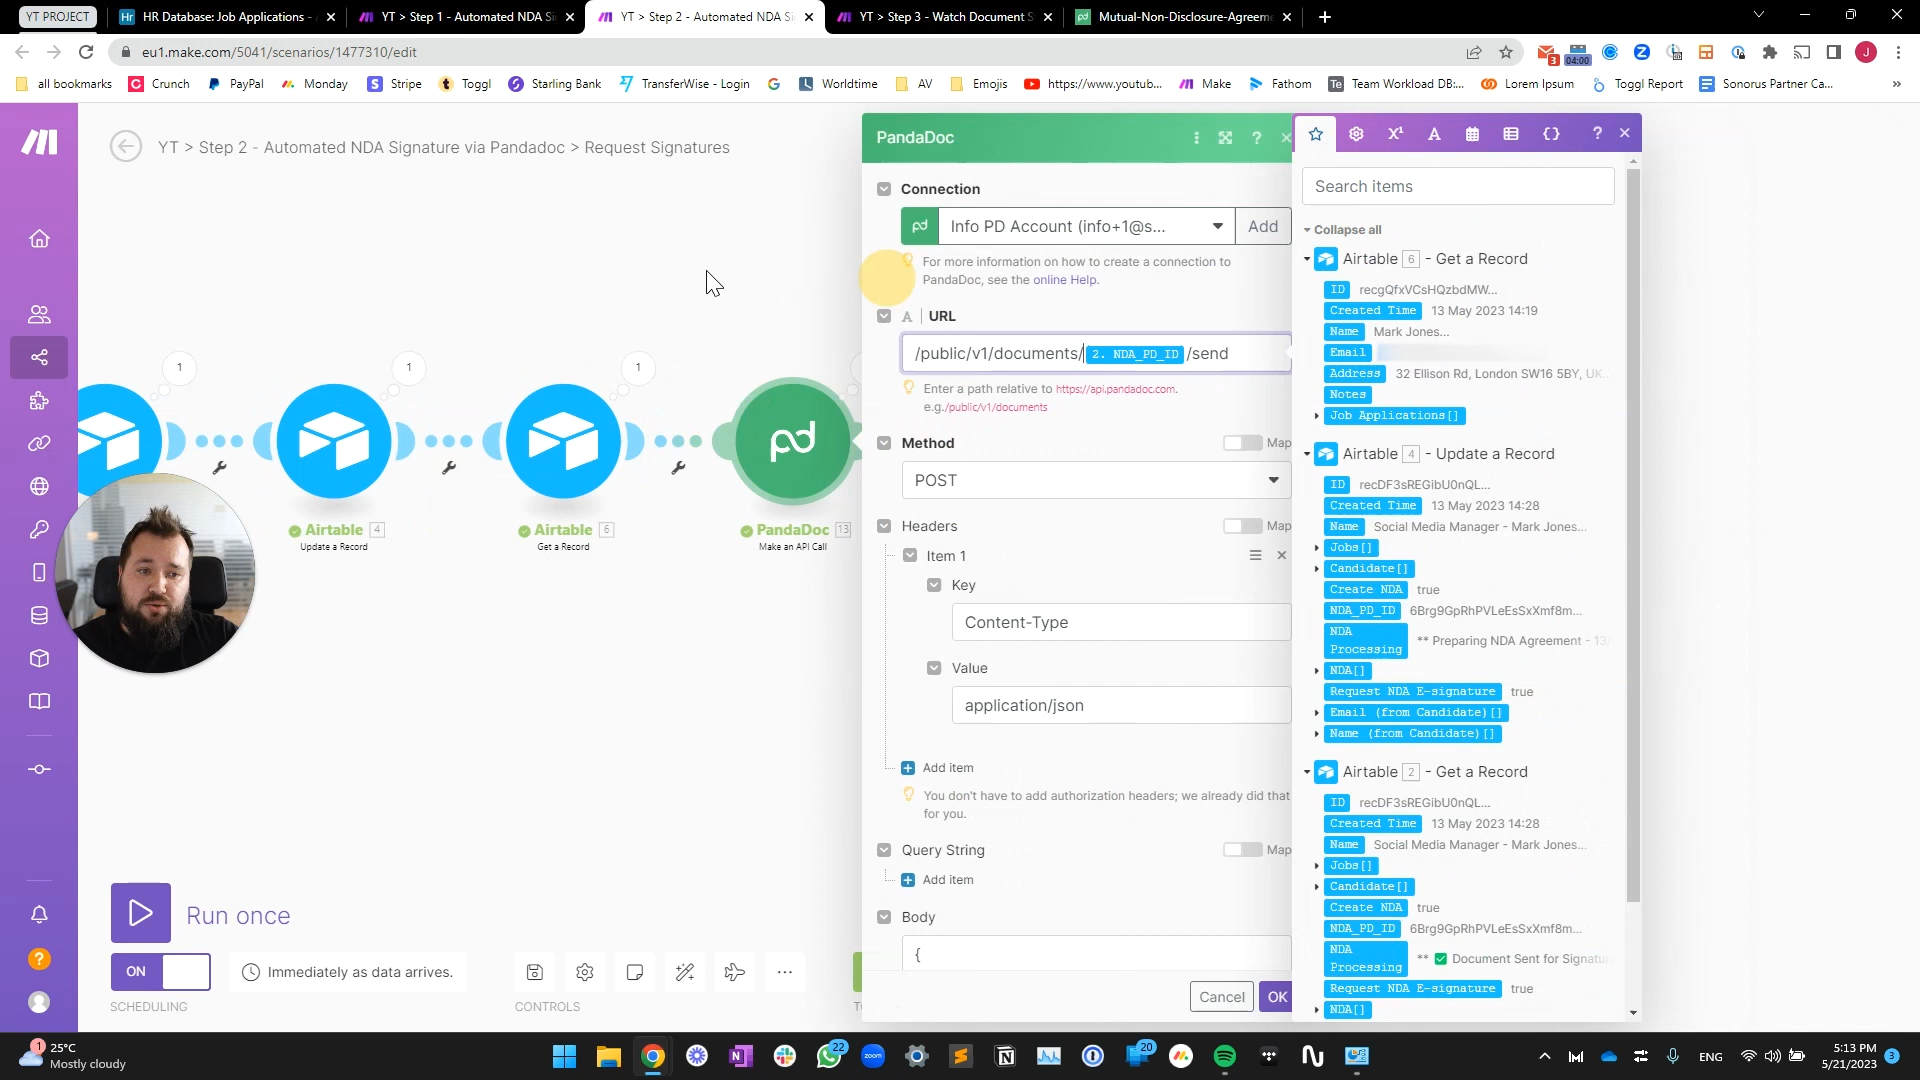 YT PROJECT
HR Database: Job Applications -
YT > Step 1 - Automated NDA Si
YT > Step 2 - Automated NDA Si
YT > Step 3 - Watch Document S
Mutual-Non-Disclosure-Agreeme
eu1.make.com/5041/scenarios/1477310/edit
3
04:00
J
all bookmarks
Crunch
PayPal
Monday
Stripe
Toggl
Starling Bank
TransferWise - Login
Worldtime
AV
Emojis
https://www.youtub...
Make
Fathom
Team Workload DB:...
Lorem Ipsum
Toggl Report
Sonorus Partner Ca...
YT > Step 2 - Automated NDA Signature via Pandadoc > Request Signatures
1
1
1
Airtable 4
Update a Record
Airtable 6
Get a Record
pd
PandaDoc 13
Make an API Call
Run once
ON
Immediately as data arrives.
SCHEDULING
CONTROLS
PandaDoc
Connection
pd
Info PD Account (info+1@s...
Add
For more information on how to create a connection to
PandaDoc, see the online Help.
A URL
/public/v1/documents/ 2. NDA_PD_ID /send
Enter a path relative to https://api.pandadoc.com.
e.g./public/v1/documents
Method
Map
POST
Headers
Map
Item 1
Key
Content-Type
Value
application/json
Add item
You don't have to add authorization headers; we already did that
for you.
Query String
Map
Add item
Body
{
Cancel
OK
Search items
Collapse all
Airtable 6 - Get a Record
ID recgQfxVCsHQzbdMW...
Created Time 13 May 2023 14:19
Name Mark Jones...
Email
Address 32 Ellison Rd, London SW16 5BY, UK..
Notes
Job Applications[]
Airtable 4 - Update a Record
ID recDF3sREGibU0nQL...
Created Time 13 May 2023 14:28
Name Social Media Manager - Mark Jones...
Jobs[]
Candidate[]
Create NDA true
NDA_PD_ID 6Brg9GpRhPVLeEsSxXmf8m...
NDA
Processing ** Preparing NDA Agreement - 13/
NDA[]
Request NDA E-signature true
Email (from Candidate)[]
Name (from Candidate)[]
Airtable 2 - Get a Record
ID recDF3sREGibU0nQL...
Created Time 13 May 2023 14:28
Name Social Media Manager - Mark Jones...
Jobs[]
Candidate[]
Create NDA true
NDA_PD_ID 6Brg9GpRhPVLeEsSxXmf8m...
NDA
Processing ** ✅ Document Sent for Signatur
Request NDA E-signature true
NDA[]
1
25°C
Mostly cloudy
22
zoom
20
ENG
5:13 PM
5/21/2023
3